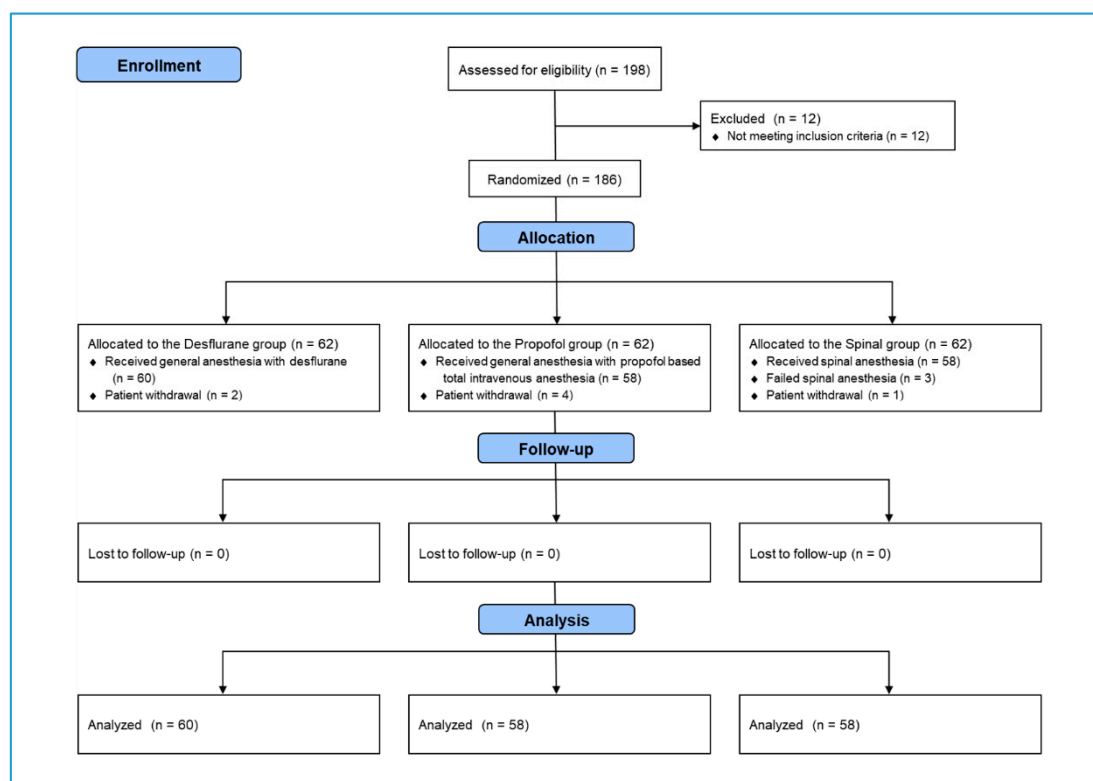 Enrollment
Assessed for eligibility (n = 198)
Excluded (n = 12)
♦ Not meeting inclusion criteria (n = 12)
Randomized (n = 186)
Allocation
Allocated to the Desflurane group (n = 62)
♦ Received general anesthesia with desflurane
(n = 60)
♦ Patient withdrawal (n = 2)
Allocated to the Propofol group (n = 62)
♦ Received general anesthesia with propofol based
total intravenous anesthesia (n = 58)
♦ Patient withdrawal (n = 4)
Allocated to the Spinal group (n = 62)
♦ Received spinal anesthesia (n = 58)
♦ Failed spinal anesthesia (n = 3)
♦ Patient withdrawal (n = 1)
Follow-up
Lost to follow-up (n = 0)
Lost to follow-up (n = 0)
Lost to follow-up (n = 0)
Analysis
Analyzed (n = 60)
Analyzed (n = 58)
Analyzed (n = 58)